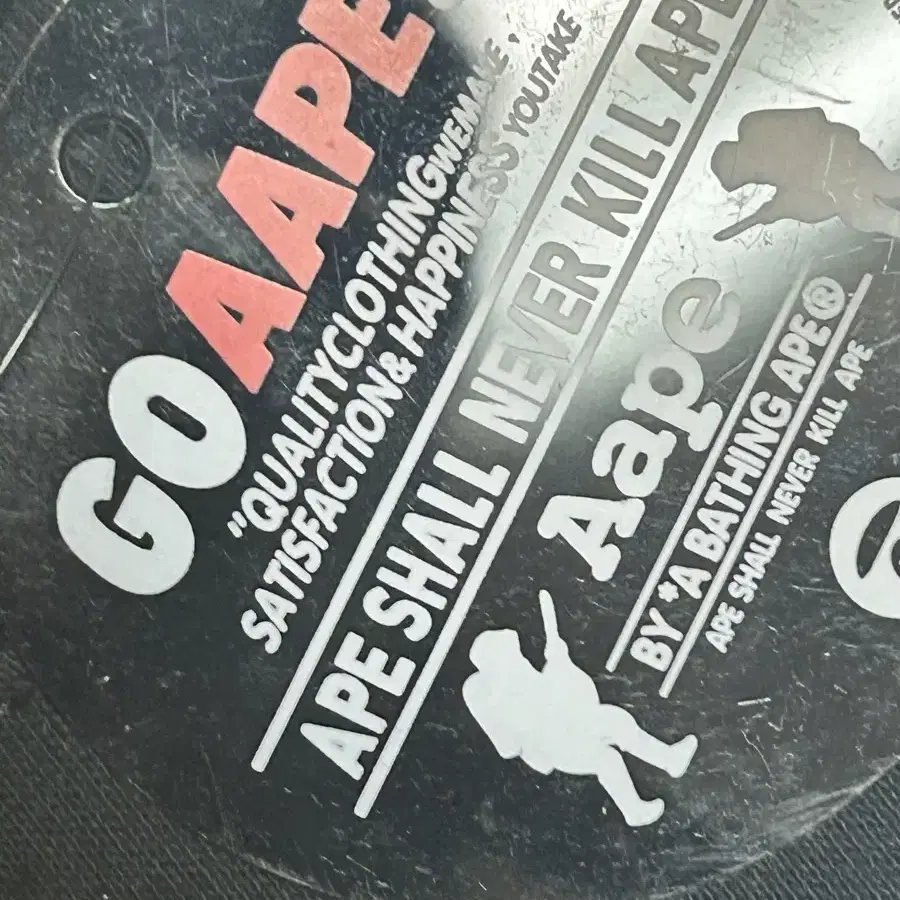 GO AAPE
"QUALITYCLOTHINGWEMAKE,
SATISFACTION& HAPPINESS YOUTAKE
APE SHALL NEVER KILL APE
Aape
BY *A BATHING APE®
APE SHALL NEVER KILL APE